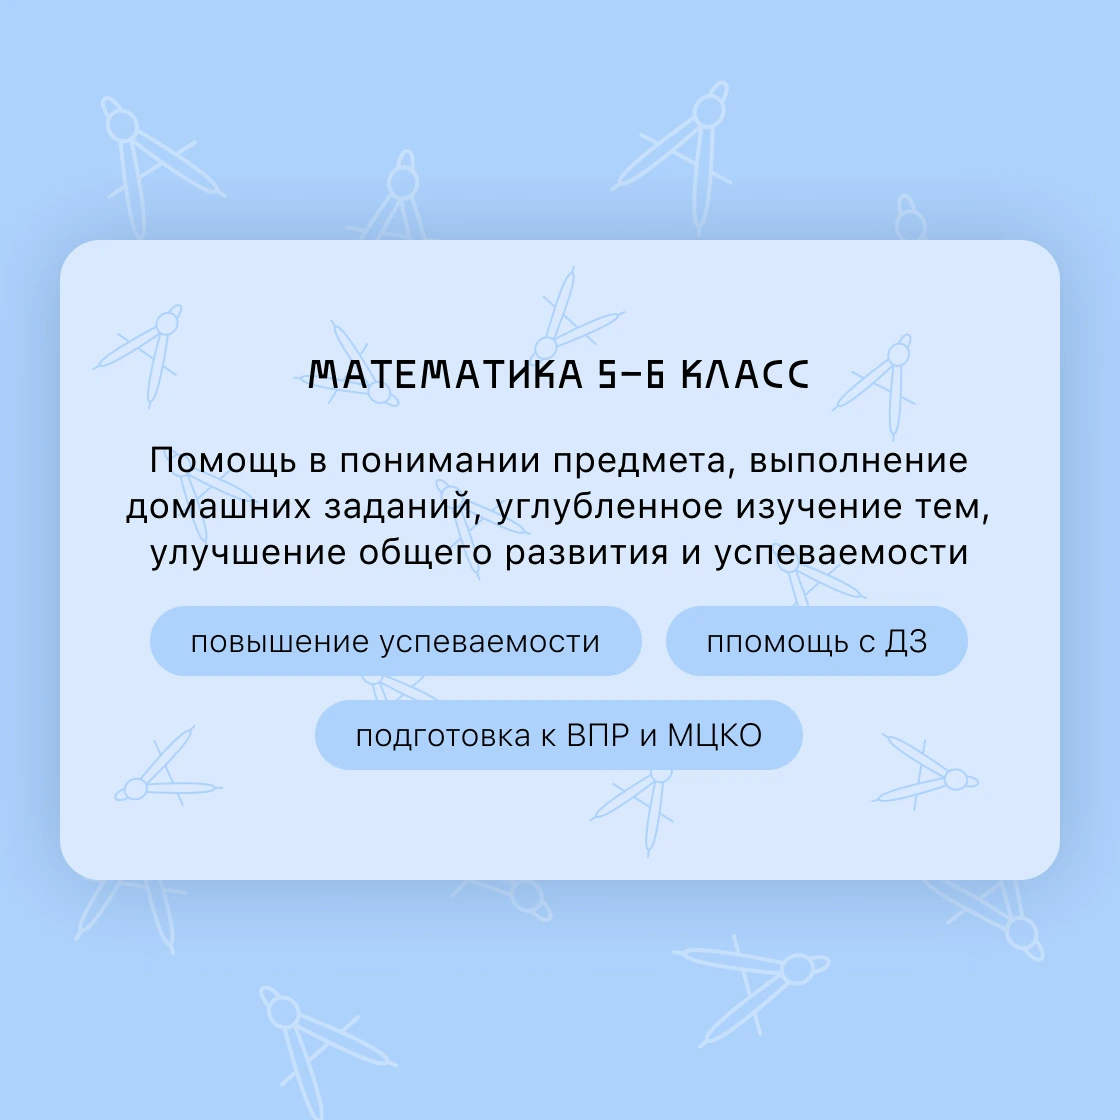 МАТЕМАТИКА 5–6 КЛАСС
Помощь в понимании предмета, выполнение
домашних заданий, углубленное изучение тем,
улучшение общего развития и успеваемости
повышение успеваемости
ппомощь с ДЗ
подготовка к ВПР и МЦКО